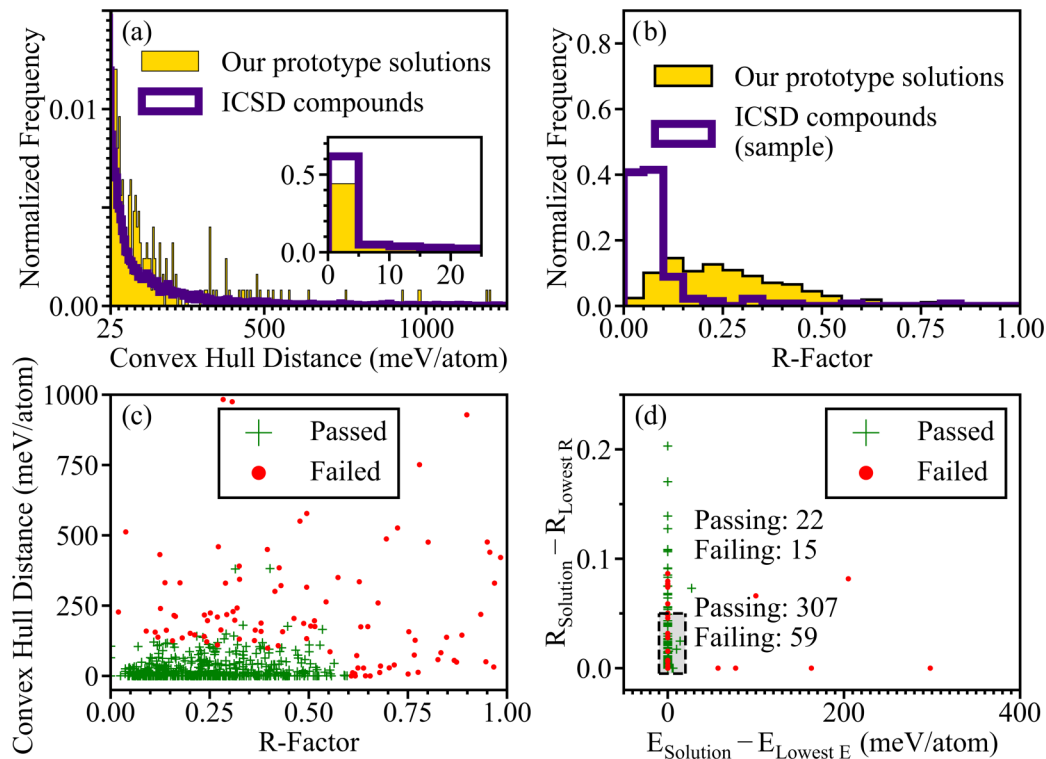 (a)
Our prototype solutions
ICSD compounds
Normalized Frequency
0.01
0.00
0.5
0.0
0
10
20
25
500
1000
Convex Hull Distance (meV/atom)
(b)
Our prototype solutions
ICSD compounds
(sample)
Normalized Frequency
0.8
0.6
0.4
0.2
0.0
0.00
0.25
0.50
0.75
1.00
R-Factor
(c)
Passed
Failed
Convex Hull Distance (meV/atom)
1000
750
500
250
0
0.00
0.25
0.50
0.75
1.00
R-Factor
(d)
Passed
Failed
R_Solution − R_Lowest R
0.2
0.1
0.0
Passing: 22
Failing: 15
Passing: 307
Failing: 59
0
200
400
E_Solution − E_Lowest E (meV/atom)